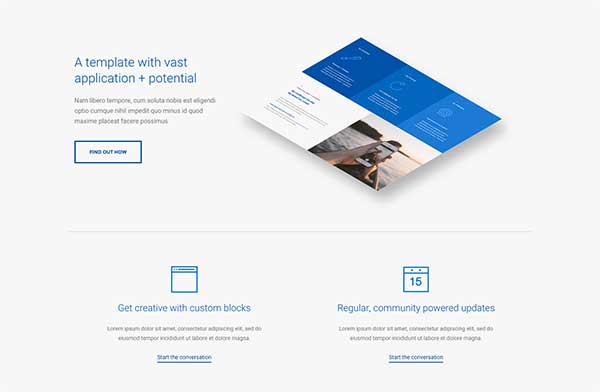 A template with vast
application + potential
Nam libero tempore, cum soluta nobis est eligendi
optio cumque nihil impedit quo minus id quod
maxime placeat facere possimus
FIND OUT HOW
15
Get creative with custom blocks
Regular, community powered updates
Lorem ipsum dolor sit amet, consectetur adipiscing elit, sed do
eiusmod tempor incididunt ut labore et dolore magna
Start the conversation
Lorem ipsum dolor sit amet, consectetur adipiscing elit, sed do
eiusmod tempor incididunt ut labore et dolore magna
Start the conversation